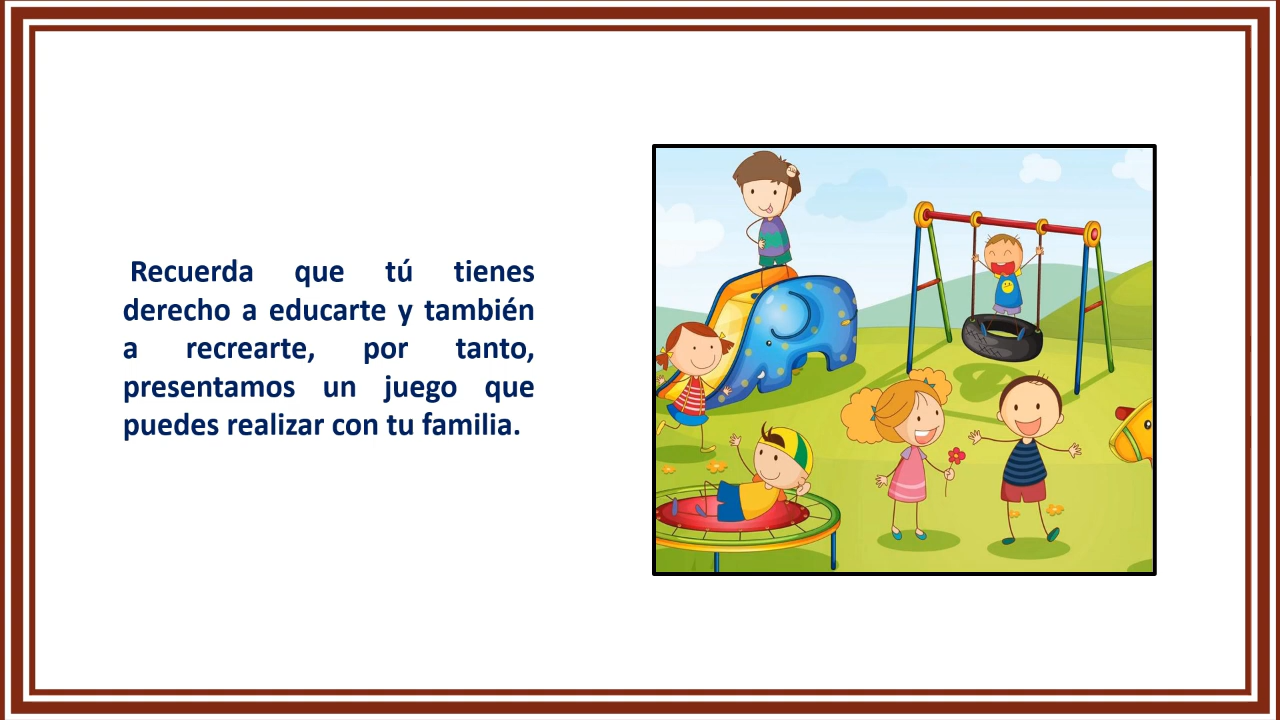 Recuerda que tú tienes
derecho a educarte y también
a recrearte, por tanto,
presentamos un juego que
puedes realizar con tu familia.